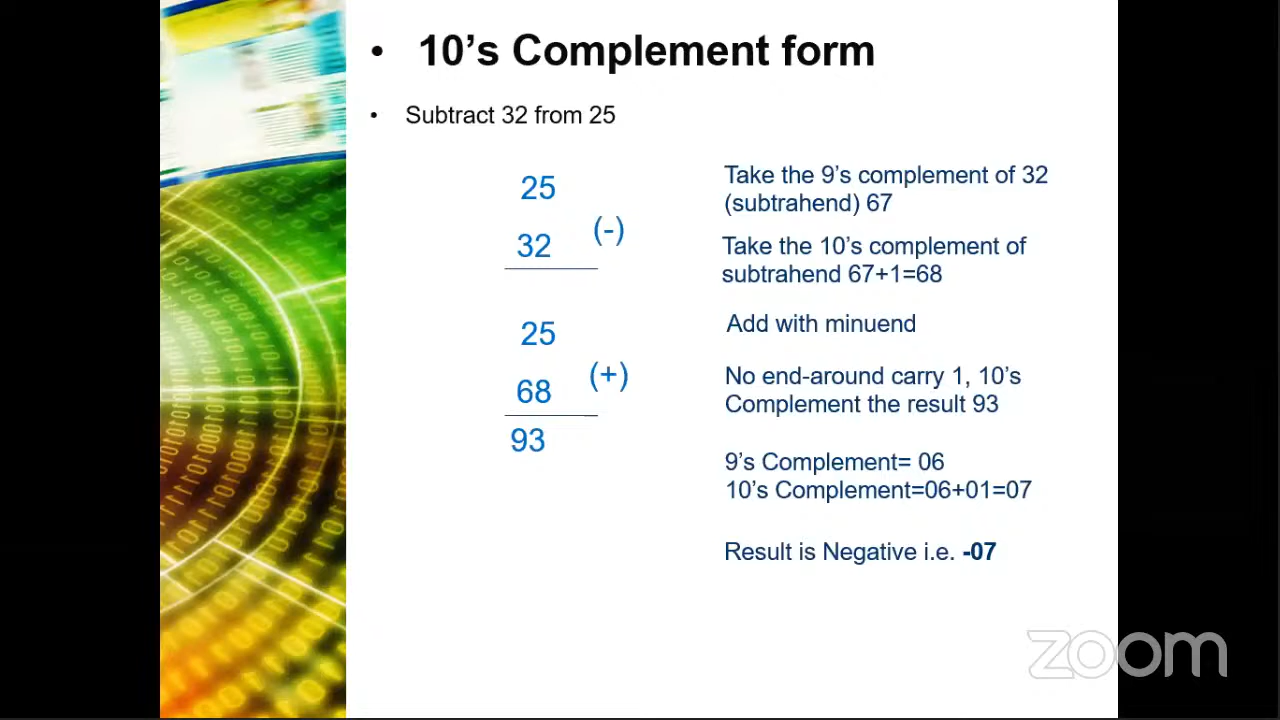 • 10's Complement form
• Subtract 32 from 25
25
32 (-)
25
68 (+)
93
Take the 9's complement of 32
(subtrahend) 67
Take the 10's complement of
subtrahend 67+1=68
Add with minuend
No end-around carry 1, 10's
Complement the result 93
9's Complement= 06
10's Complement=06+01=07
Result is Negative i.e. -07
zoom